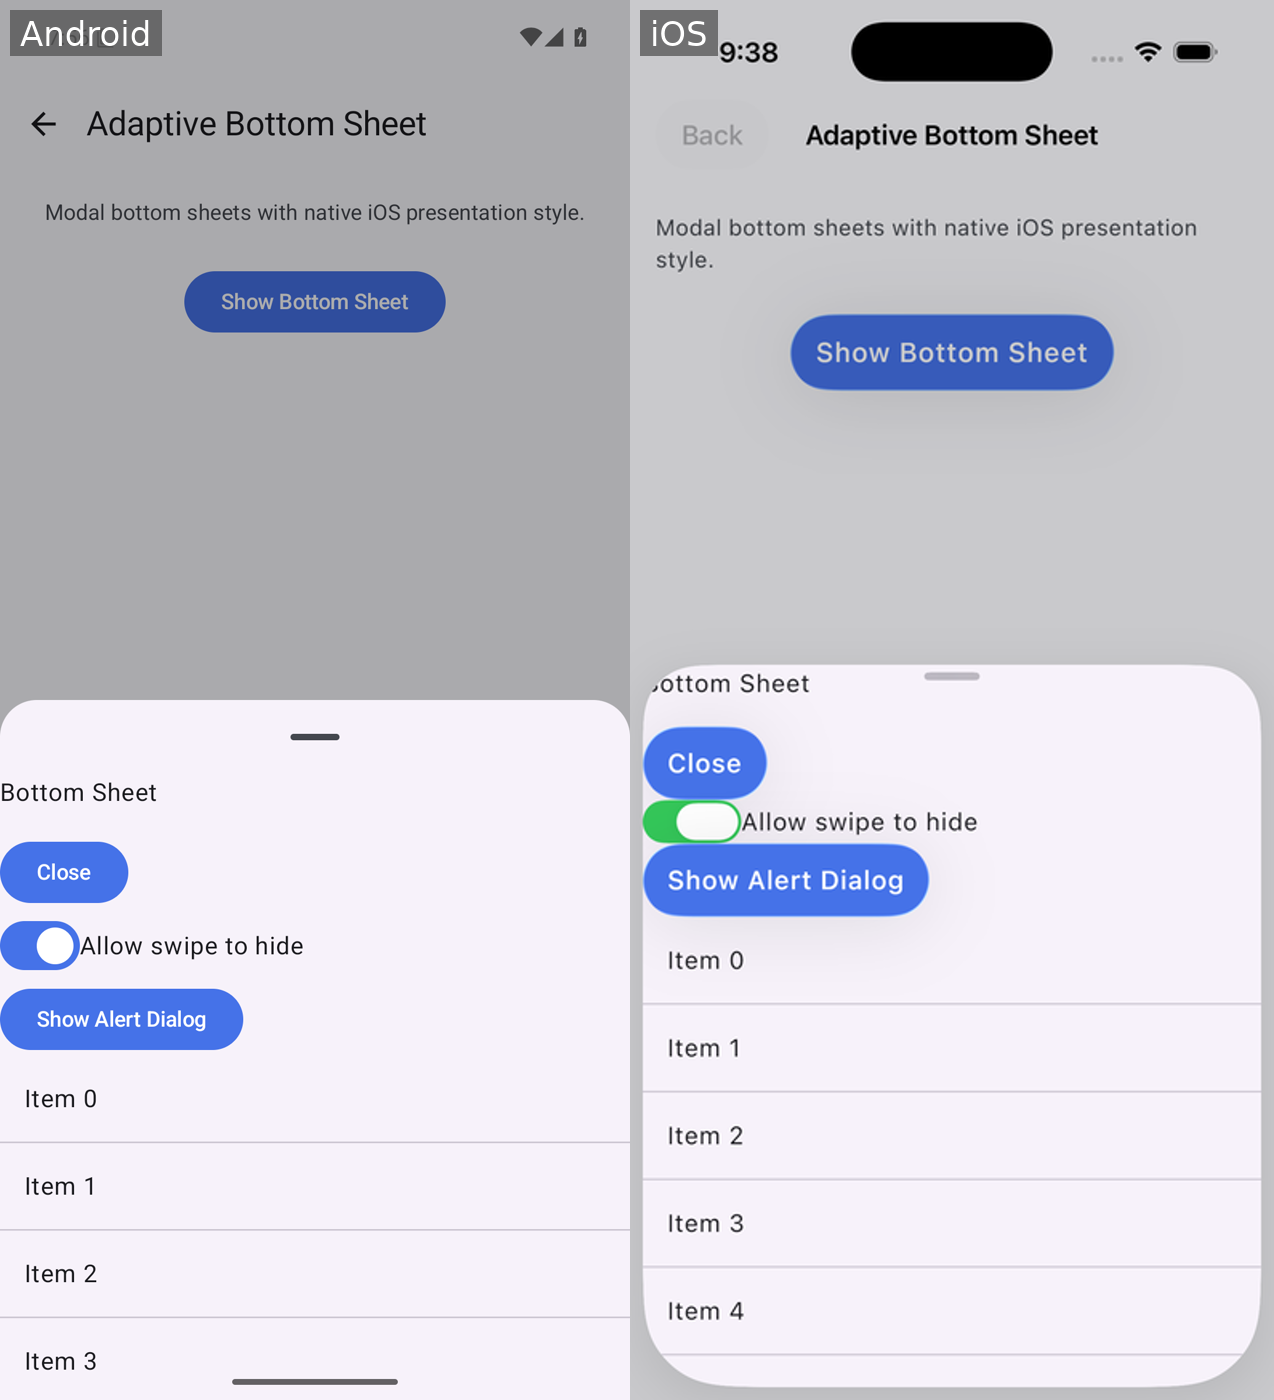 Android
Adaptive Bottom Sheet
Modal bottom sheets with native iOS presentation style.
Show Bottom Sheet
Bottom Sheet
Close
Allow swipe to hide
Show Alert Dialog
Item 0
Item 1
Item 2
Item 3
iOS
9:38
Back
Adaptive Bottom Sheet
Modal bottom sheets with native iOS presentation
style.
Show Bottom Sheet
ottom Sheet
Close
Allow swipe to hide
Show Alert Dialog
Item 0
Item 1
Item 2
Item 3
Item 4